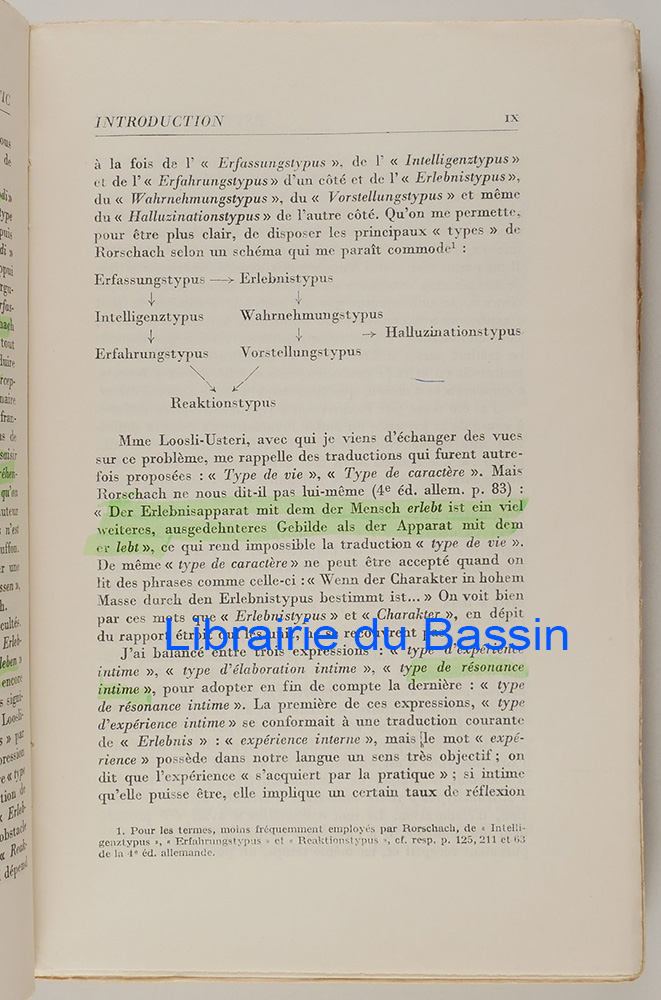 INTRODUCTION IX
à la fois de l' « Erfassungstypus », de l' « Intelligenztypus »
et de l' « Erfahrungstypus » d'un côté et de l' « Erlebnistypus »,
du « Wahrnehmungstypus », du « Vorstellungstypus » et même
du « Halluzinationstypus » de l'autre côté. Qu'on me permette,
pour être plus clair, de disposer les principaux « types » de
Rorschach selon un schéma qui me paraît commode¹ :
Erfassungstypus → Erlebnistypus
↓ ↓
Intelligenztypus Wahrnehmungstypus
↓ ↓ → Halluzinationstypus
Erfahrungstypus Vorstellungstypus
↘ ↙
Reaktionstypus
Mme Loosli-Usteri, avec qui je viens d'échanger des vues
sur ce problème, me rappelle des traductions qui furent autre-
fois proposées : « Type de vie », « Type de caractère ». Mais
Rorschach ne nous dit-il pas lui-même (4e éd. allem. p. 83) :
« Der Erlebnisapparat mit dem der Mensch erlebt ist ein viel
weiteres, ausgedehnteres Gebilde als der Apparat mit dem
er lebt », ce qui rend impossible la traduction « type de vie ».
De même « type de caractère » ne peut être accepté quand on
lit des phrases comme celle-ci : « Wenn der Charakter in hohem
Masse durch den Erlebnistypus bestimmt ist... » On voit bien
par ces mots que « Erlebnistypus » et « Charakter », en dépit
du rapport étroit qui les unit, ne se recouvrent pas.
Librairie du Bassin
J'ai balancé entre trois expressions : « type d'expérience
intime », « type d'élaboration intime », « type de résonance
intime », pour adopter en fin de compte la dernière : « type
de résonance intime ». La première de ces expressions, « type
d'expérience intime » se conformait à une traduction courante
de « Erlebnis » : « expérience interne », mais le mot « expé-
rience » possède dans notre langue un sens très objectif ; on
dit que l'expérience « s'acquiert par la pratique » ; si intime
qu'elle puisse être, elle implique un certain taux de réflexion
1. Pour les termes, moins fréquemment employés par Rorschach, de « Intelli-
genztypus », « Erfahrungstypus » et « Reaktionstypus », cf. resp. p. 125, 211 et 63
de la 4e éd. allemande.